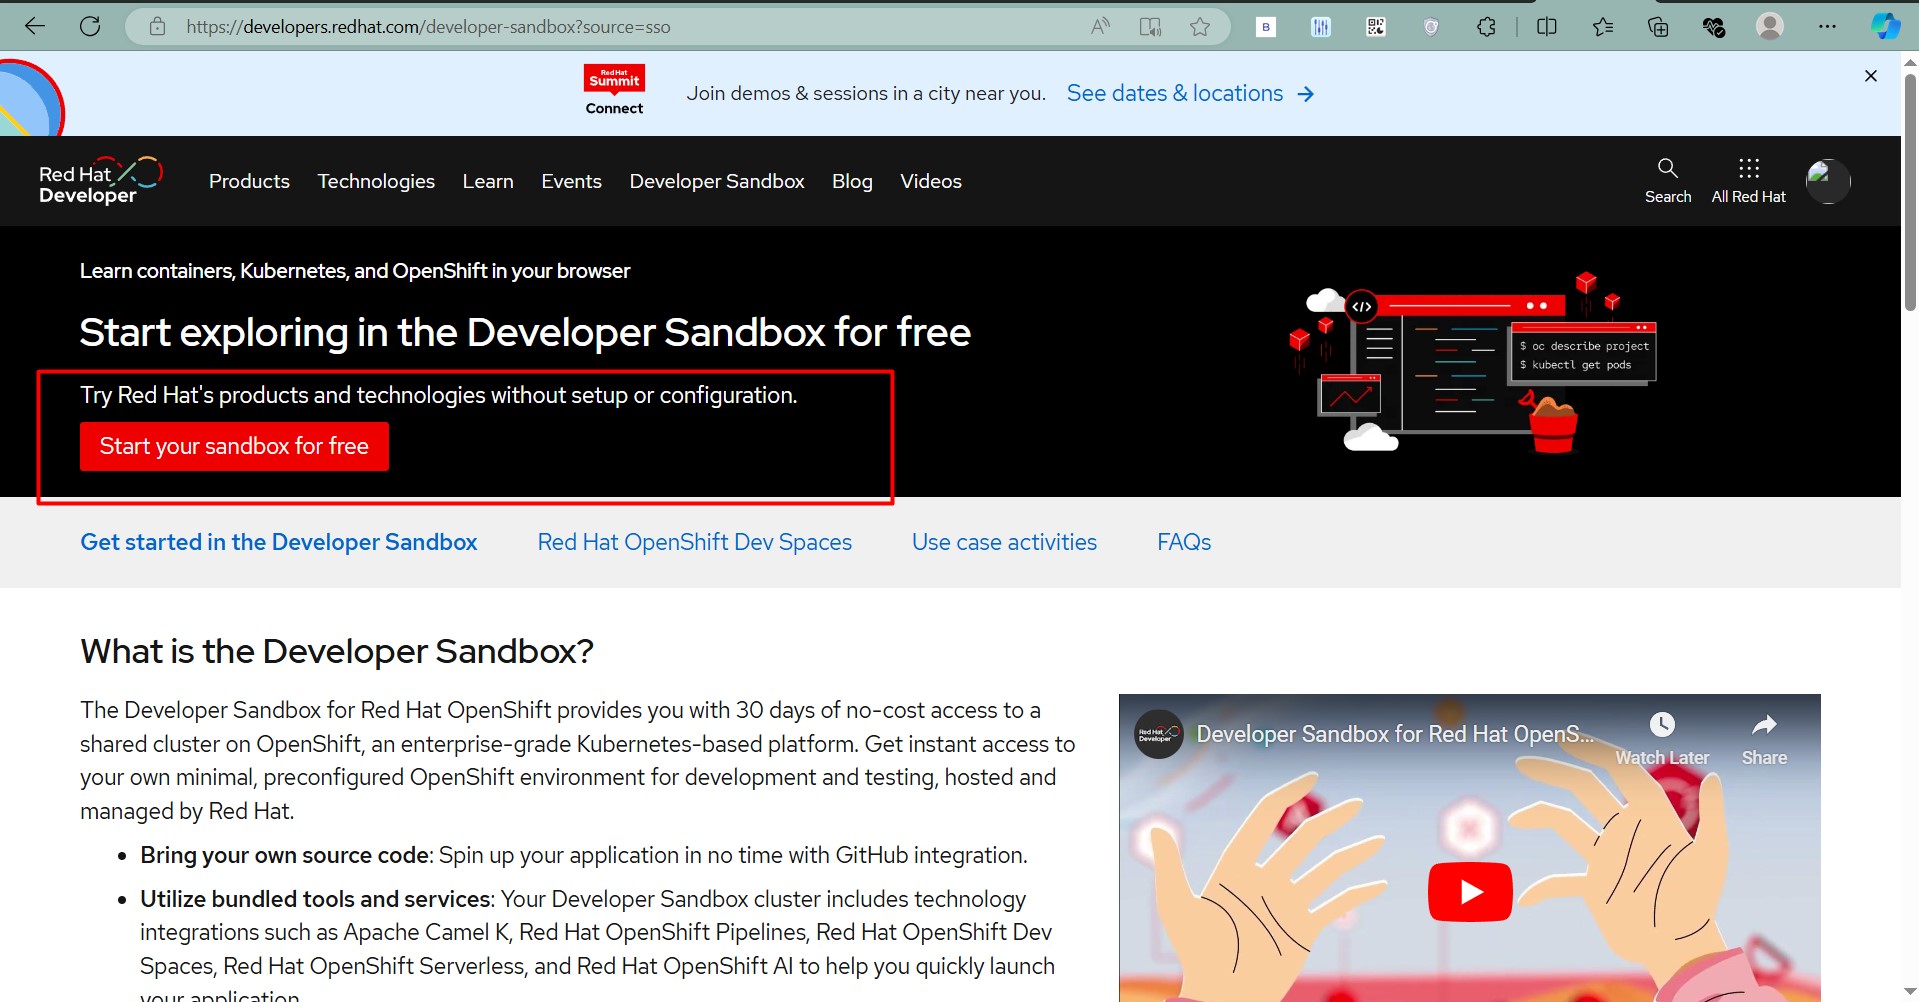 https://developers.redhat.com/developer-sandbox?source=sso
Red Hat
Summit
Connect
Join demos & sessions in a city near you. See dates & locations →
Red Hat
Developer
Products Technologies Learn Events Developer Sandbox Blog Videos
Search All Red Hat
Learn containers, Kubernetes, and OpenShift in your browser
Start exploring in the Developer Sandbox for free
Try Red Hat's products and technologies without setup or configuration.
Start your sandbox for free
</>
$ oc describe project
$ kubectl get pods
Get started in the Developer Sandbox Red Hat OpenShift Dev Spaces Use case activities FAQs
What is the Developer Sandbox?
The Developer Sandbox for Red Hat OpenShift provides you with 30 days of no-cost access to a
shared cluster on OpenShift, an enterprise-grade Kubernetes-based platform. Get instant access to
your own minimal, preconfigured OpenShift environment for development and testing, hosted and
managed by Red Hat.
• Bring your own source code: Spin up your application in no time with GitHub integration.
• Utilize bundled tools and services: Your Developer Sandbox cluster includes technology
integrations such as Apache Camel K, Red Hat OpenShift Pipelines, Red Hat OpenShift Dev
Spaces, Red Hat OpenShift Serverless, and Red Hat OpenShift AI to help you quickly launch
your application.
Red Hat
Developer
Developer Sandbox for Red Hat OpenS...
Watch Later Share